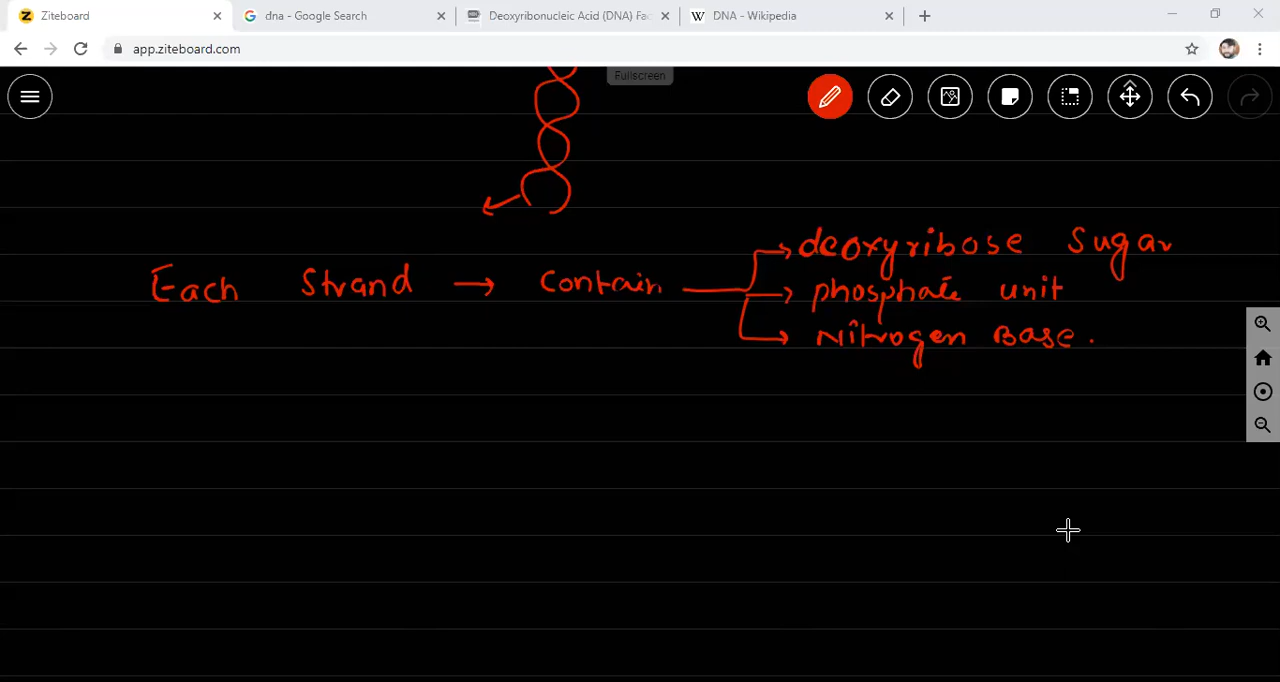 Ziteboard
dna - Google Search
Deoxyribonucleic Acid (DNA) Fac
DNA - Wikipedia
app.ziteboard.com
Fullscreen
deoxyribose Sugar
Each Strand → Contain
phosphate unit
Nitrogen Base.